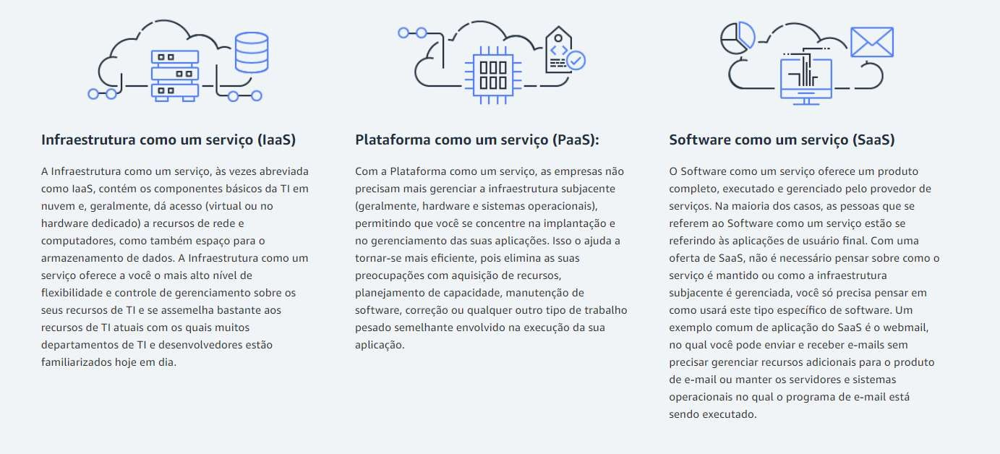 Infraestrutura como um serviço (IaaS)
A Infraestrutura como um serviço, às vezes abreviada
como IaaS, contém os componentes básicos da TI em
nuvem e, geralmente, dá acesso (virtual ou no
hardware dedicado) a recursos de rede e
computadores, como também espaço para o
armazenamento de dados. A Infraestrutura como um
serviço oferece a você o mais alto nível de
flexibilidade e controle de gerenciamento sobre os
seus recursos de TI e se assemelha bastante aos
recursos de TI atuais com os quais muitos
departamentos de TI e desenvolvedores estão
familiarizados hoje em dia.
Plataforma como um serviço (PaaS):
Com a Plataforma como um serviço, as empresas não
precisam mais gerenciar a infraestrutura subjacente
(geralmente, hardware e sistemas operacionais),
permitindo que você se concentre na implantação e
no gerenciamento das suas aplicações. Isso o ajuda a
tornar-se mais eficiente, pois elimina as suas
preocupações com aquisição de recursos,
planejamento de capacidade, manutenção de
software, correção ou qualquer outro tipo de trabalho
pesado semelhante envolvido na execução da sua
aplicação.
Software como um serviço (SaaS)
O Software como um serviço oferece um produto
completo, executado e gerenciado pelo provedor de
serviços. Na maioria dos casos, as pessoas que se
referem ao Software como um serviço estão se
referindo às aplicações de usuário final. Com uma
oferta de SaaS, não é necessário pensar sobre como o
serviço é mantido ou como a infraestrutura
subjacente é gerenciada, você só precisa pensar em
como usará este tipo específico de software. Um
exemplo comum de aplicação do SaaS é o webmail,
no qual você pode enviar e receber e-mails sem
precisar gerenciar recursos adicionais para o produto
de e-mail ou manter os servidores e sistemas
operacionais no qual o programa de e-mail está
sendo executado.